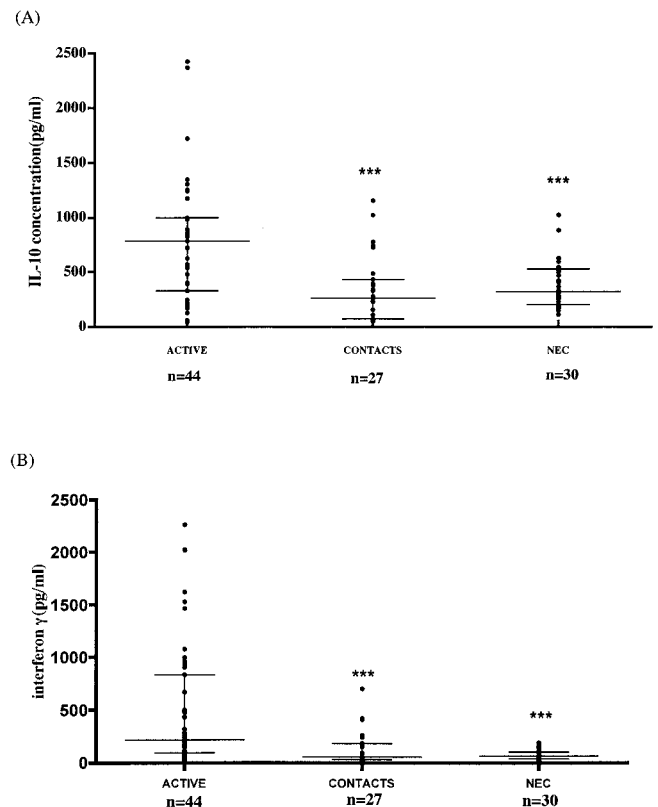 (A)
2500
2000
1500
1000
500
0
IL-10 concentration(pg/ml)
***
***
ACTIVE
CONTACTS
NEC
n=44
n=27
n=30
(B)
2500
2000
1500
1000
500
0
interferon γ(pg/ml)
***
***
ACTIVE
CONTACTS
NEC
n=44
n=27
n=30